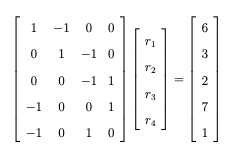 1 −1 0 0 6
0 1 −1 0 r₁ 3
0 0 −1 1 r₂ = 2
−1 0 0 1 r₃ 7
−1 0 1 0 r₄ 1